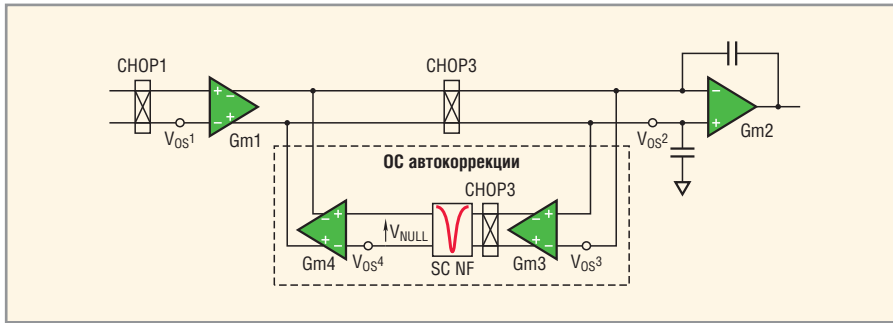 CHOP1
CHOP3
+
−
−
+
−
+
VOS1
Gm1
VOS2
Gm2
ОС автокоррекции
CHOP3
−
+
+
−
−
+
+
−
VNULL
Gm4
VOS4
SC NF
Gm3
VOS3